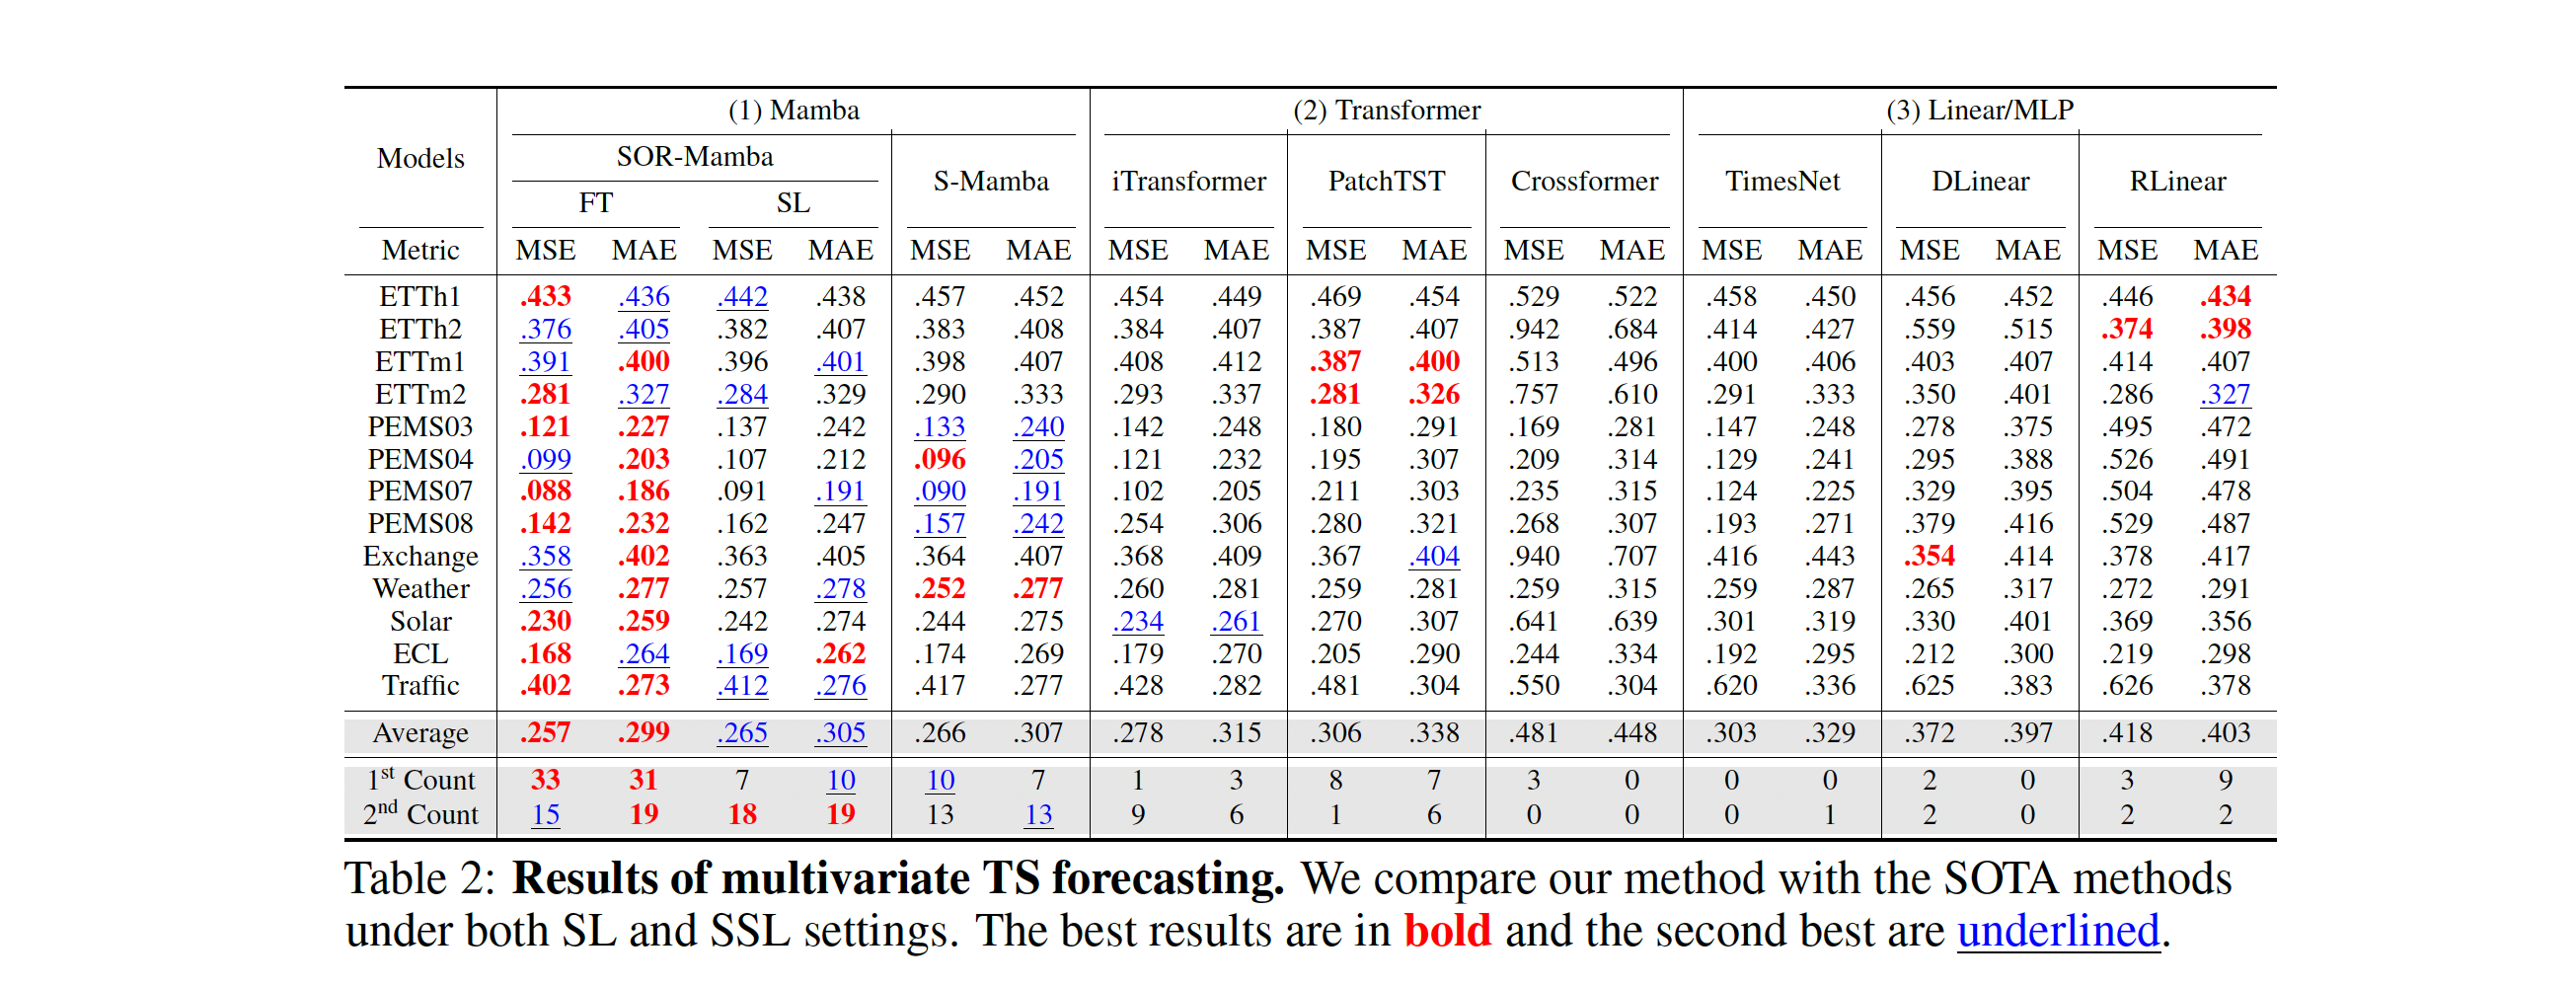 Models (1) Mamba (2) Transformer (3) Linear/MLP
SOR-Mamba S-Mamba iTransformer PatchTST Crossformer TimesNet DLinear RLinear
FT SL
Metric MSE MAE MSE MAE MSE MAE MSE MAE MSE MAE MSE MAE MSE MAE MSE MAE MSE MAE
ETTh1 .433 .436 .442 .438 .457 .452 .454 .449 .469 .454 .529 .522 .458 .450 .456 .452 .446 .434
ETTh2 .376 .405 .382 .407 .383 .408 .384 .407 .387 .407 .942 .684 .414 .427 .559 .515 .374 .398
ETTm1 .391 .400 .396 .401 .398 .407 .408 .412 .387 .400 .513 .496 .400 .406 .403 .407 .414 .407
ETTm2 .281 .327 .284 .329 .290 .333 .293 .337 .281 .326 .757 .610 .291 .333 .350 .401 .286 .327
PEMS03 .121 .227 .137 .242 .133 .240 .142 .248 .180 .291 .169 .281 .147 .248 .278 .375 .495 .472
PEMS04 .099 .203 .107 .212 .096 .205 .121 .232 .195 .307 .209 .314 .129 .241 .295 .388 .526 .491
PEMS07 .088 .186 .091 .191 .090 .191 .102 .205 .211 .303 .235 .315 .124 .225 .329 .395 .504 .478
PEMS08 .142 .232 .162 .247 .157 .242 .254 .306 .280 .321 .268 .307 .193 .271 .379 .416 .529 .487
Exchange .358 .402 .363 .405 .364 .407 .368 .409 .367 .404 .940 .707 .416 .443 .354 .414 .378 .417
Weather .256 .277 .257 .278 .252 .277 .260 .281 .259 .281 .259 .315 .259 .287 .265 .317 .272 .291
Solar .230 .259 .242 .274 .244 .275 .234 .261 .270 .307 .641 .639 .301 .319 .330 .401 .369 .356
ECL .168 .264 .169 .262 .174 .269 .179 .270 .205 .290 .244 .334 .192 .295 .212 .300 .219 .298
Traffic .402 .273 .412 .276 .417 .277 .428 .282 .481 .304 .550 .304 .620 .336 .625 .383 .626 .378
Average .257 .299 .265 .305 .266 .307 .278 .315 .306 .338 .481 .448 .303 .329 .372 .397 .418 .403
1st Count 33 31 7 10 10 7 1 3 8 7 3 0 0 0 2 0 3 9
2nd Count 15 19 18 19 13 13 9 6 1 6 0 0 0 1 2 0 2 2
Table 2: Results of multivariate TS forecasting. We compare our method with the SOTA methods
under both SL and SSL settings. The best results are in bold and the second best are underlined.